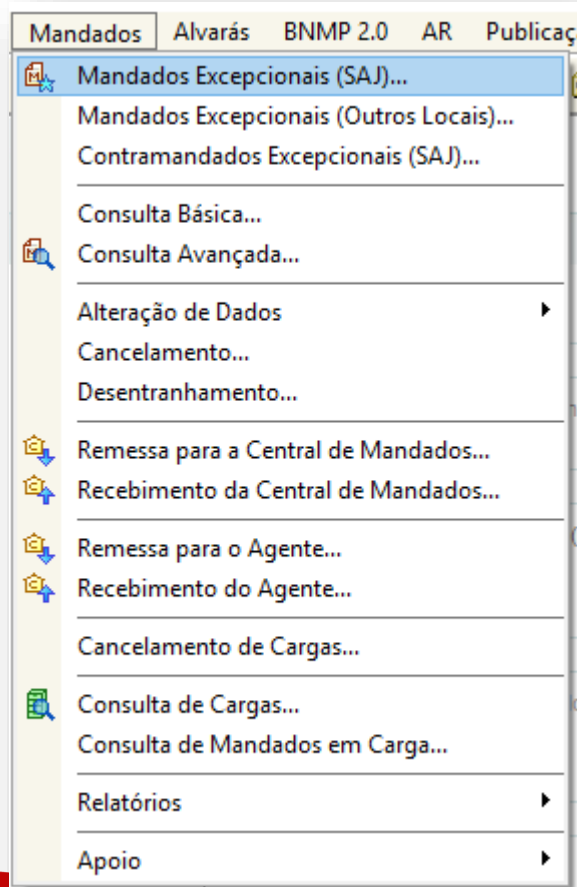 Mandados Alvarás BNMP 2.0 AR
Mandados Excepcionais (SAJ)...
Mandados Excepcionais (Outros Locais)...
Contramandados Excepcionais (SAJ)...
Consulta Básica...
Consulta Avançada...
Alteração de Dados
Cancelamento...
Desentranhamento...
Remessa para a Central de Mandados...
Recebimento da Central de Mandados...
Remessa para o Agente...
Recebimento do Agente...
Cancelamento de Cargas...
Consulta de Cargas...
Consulta de Mandados em Carga...
Relatórios
Apoio